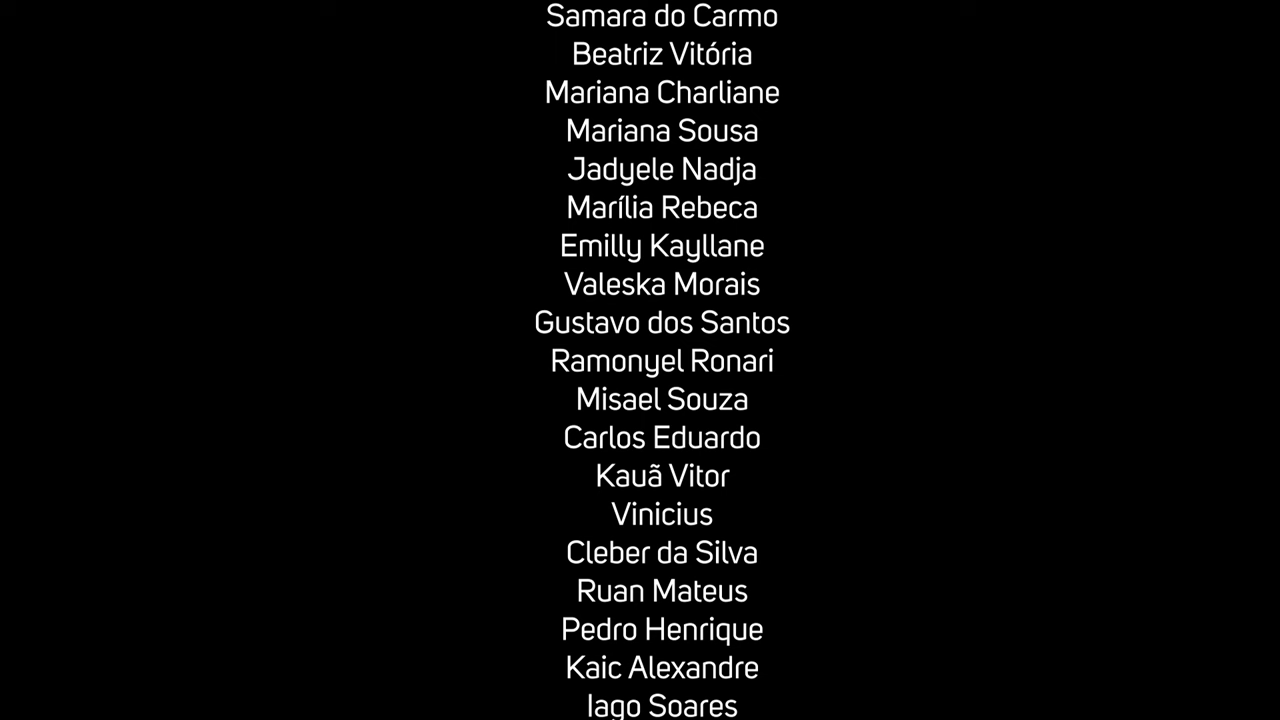 Samara do Carmo
Beatriz Vitória
Mariana Charliane
Mariana Sousa
Jadyele Nadja
Marília Rebeca
Emilly Kayllane
Valeska Morais
Gustavo dos Santos
Ramonyel Ronari
Misael Souza
Carlos Eduardo
Kauã Vitor
Vinicius
Cleber da Silva
Ruan Mateus
Pedro Henrique
Kaic Alexandre
Iago Soares